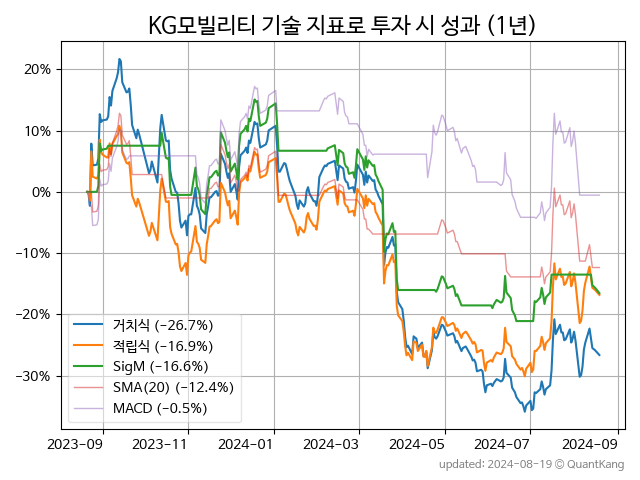 KG모빌리티 기술 지표로 투자 시 성과 (1년)
20%
10%
0%
−10%
−20%
−30%
거치식 (−26.7%)
적립식 (−16.9%)
SigM (−16.6%)
SMA(20) (−12.4%)
MACD (−0.5%)
2023-09 2023-11 2024-01 2024-03 2024-05 2024-07 2024-09
updated: 2024-08-19 © QuantKang